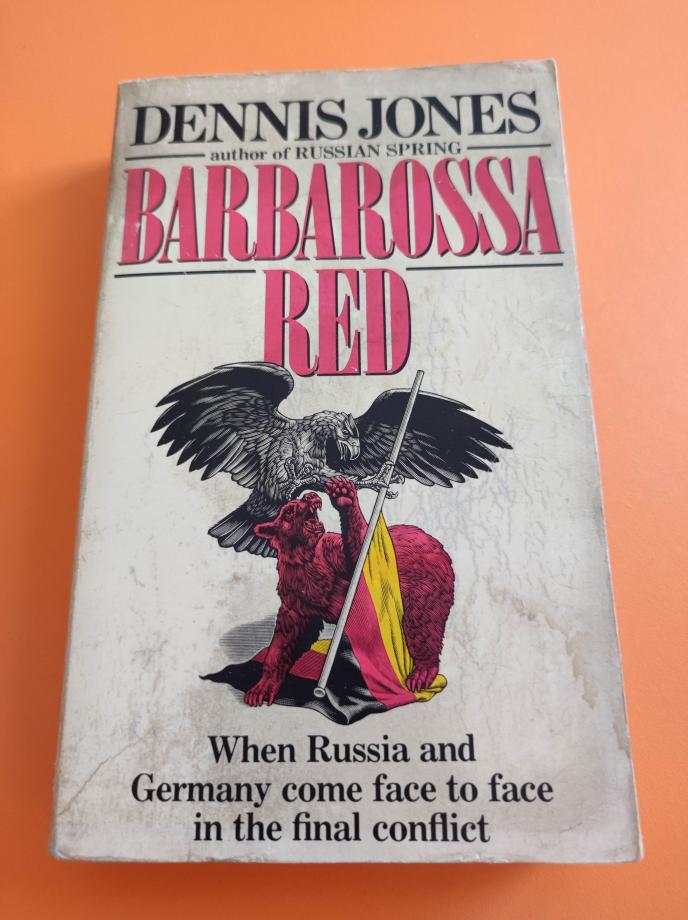 DENNIS JONES
author of RUSSIAN SPRING
BARBAROSSA
RED
When Russia and
Germany come face to face
in the final conflict